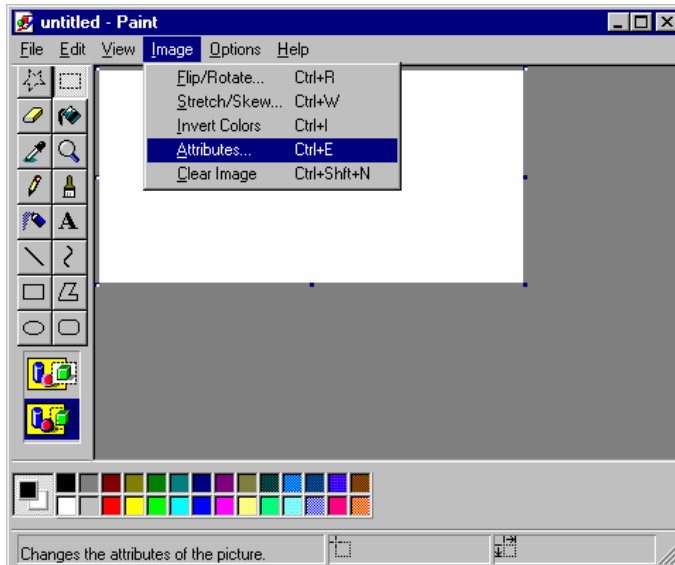 untitled - Paint
File Edit View Image Options Help
Flip/Rotate... Ctrl+R
Stretch/Skew... Ctrl+W
Invert Colors Ctrl+I
Attributes... Ctrl+E
Clear Image Ctrl+Shft+N
A
Changes the attributes of the picture.